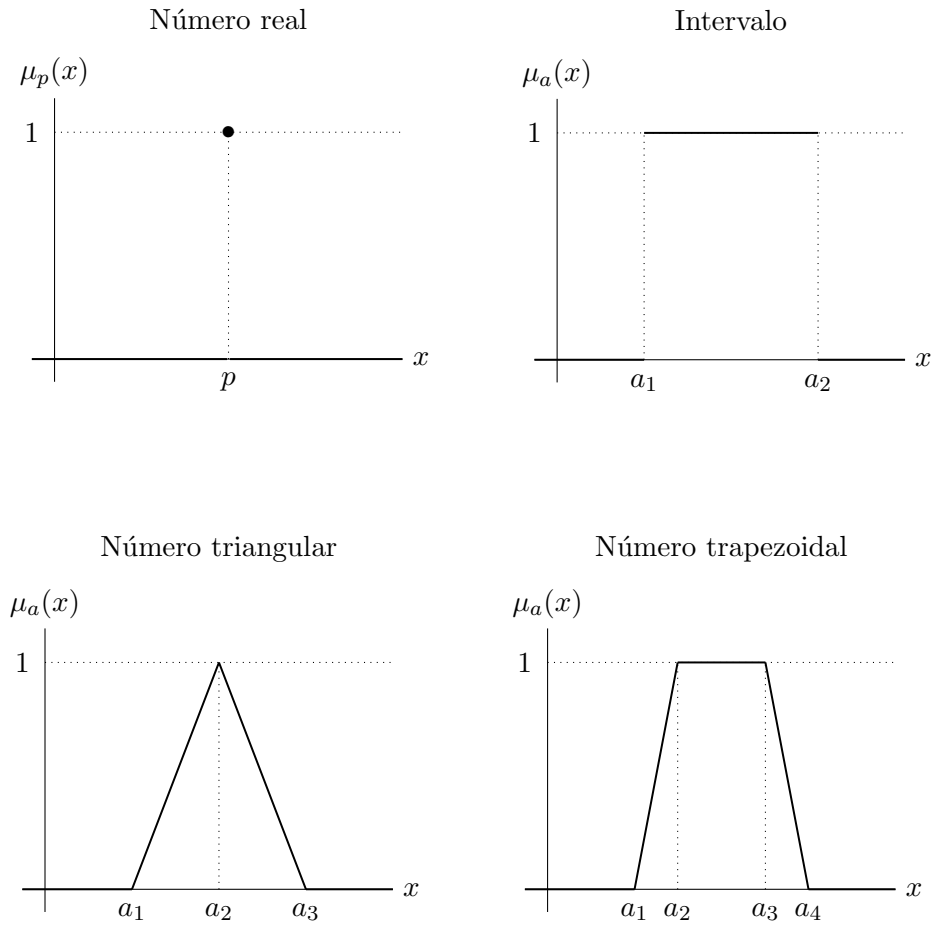 Número real
μ_p(x)
1
x
p
Intervalo
μ_a(x)
1
x
a_1 a_2
Número triangular
μ_a(x)
1
x
a_1 a_2 a_3
Número trapezoidal
μ_a(x)
1
x
a_1 a_2 a_3 a_4